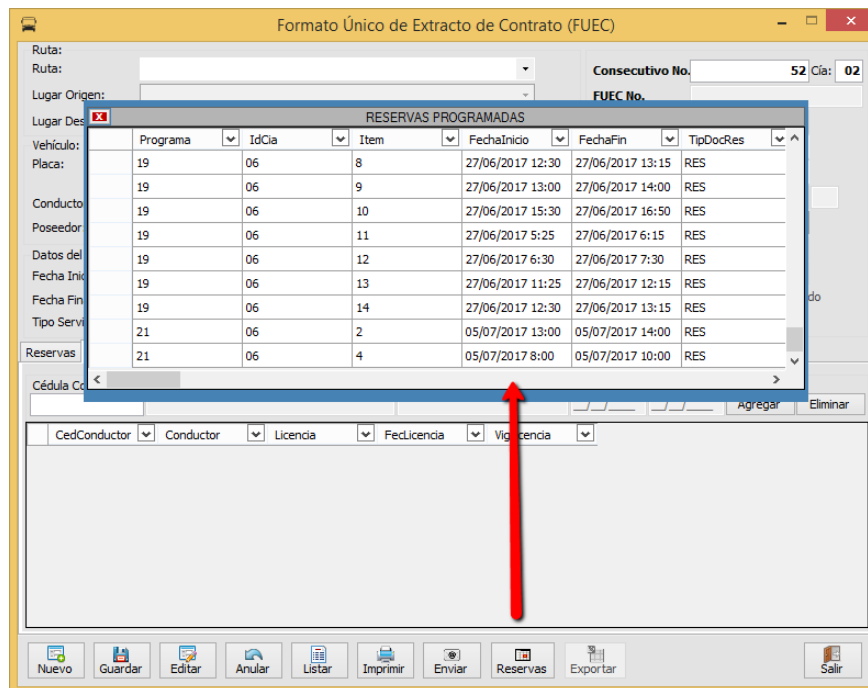 Formato Único de Extracto de Contrato (FUEC)
Ruta:
Ruta:
Consecutivo No. 52 Cía: 02
Lugar Origen:
FUEC No.
Lugar Des
RESERVAS PROGRAMADAS
Vehículo:
Placa:
Conducto
Poseedor
Datos del
Fecha Inic
Fecha Fin
do
Tipo Servi
Programa IdCia Item FechaInicio FechaFin TipDocRes
19 06 8 27/06/2017 12:30 27/06/2017 13:15 RES
19 06 9 27/06/2017 13:00 27/06/2017 14:00 RES
19 06 10 27/06/2017 15:30 27/06/2017 16:50 RES
19 06 11 27/06/2017 5:25 27/06/2017 6:15 RES
19 06 12 27/06/2017 6:30 27/06/2017 7:30 RES
19 06 13 27/06/2017 11:25 27/06/2017 12:15 RES
19 06 14 27/06/2017 12:30 27/06/2017 13:15 RES
21 06 2 05/07/2017 13:00 05/07/2017 14:00 RES
21 06 4 05/07/2017 8:00 05/07/2017 10:00 RES
Reservas
Cédula Co
__/__/____ __/__/____ Agregar Eliminar
CedConductor Conductor Licencia FecLicencia
Nuevo Guardar Editar Anular Listar Imprimir Enviar Reservas Exportar Salir